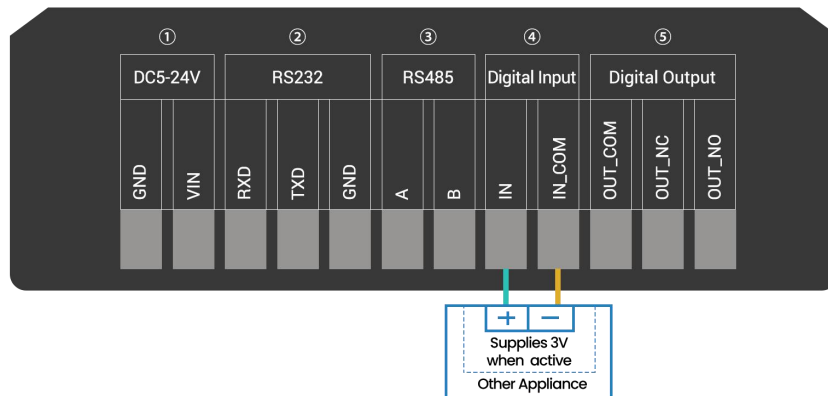 ① ② ③ ④ ⑤
DC5-24V RS232 RS485 Digital Input Digital Output
GND VIN RXD TXD GND A B IN IN_COM OUT_COM OUT_NC OUT_NO
+ −
Supplies 3V
when active
Other Appliance